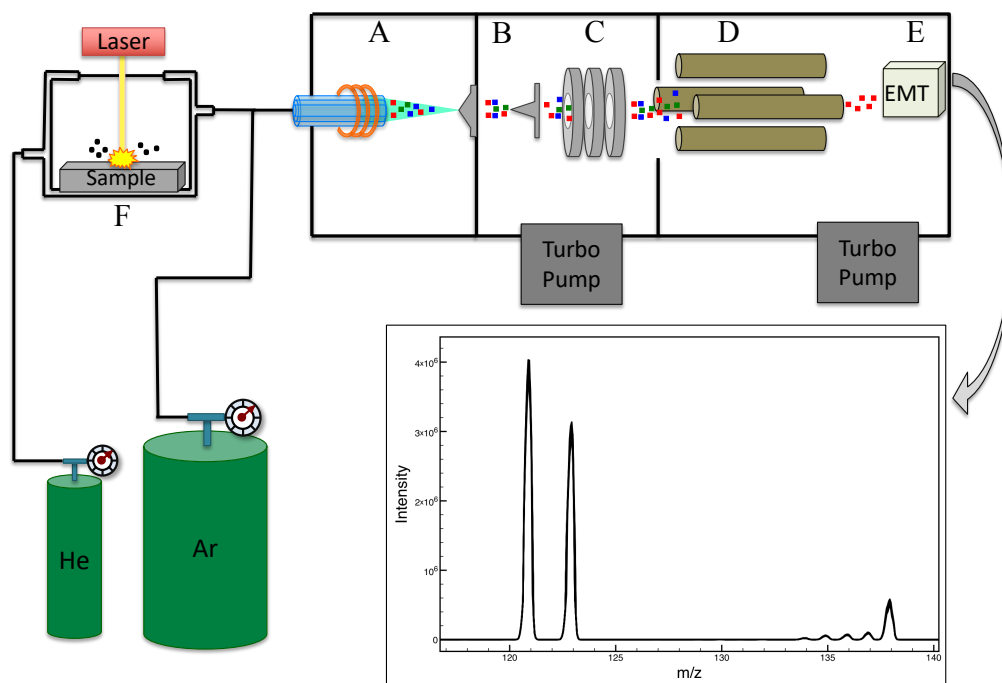 Laser
A
B
C
D
E
EMT
Sample
F
Turbo
Pump
Turbo
Pump
He
Ar
Intensity
4×10⁶
3×10⁶
2×10⁶
10⁶
0
120
125
130
135
140
m/z